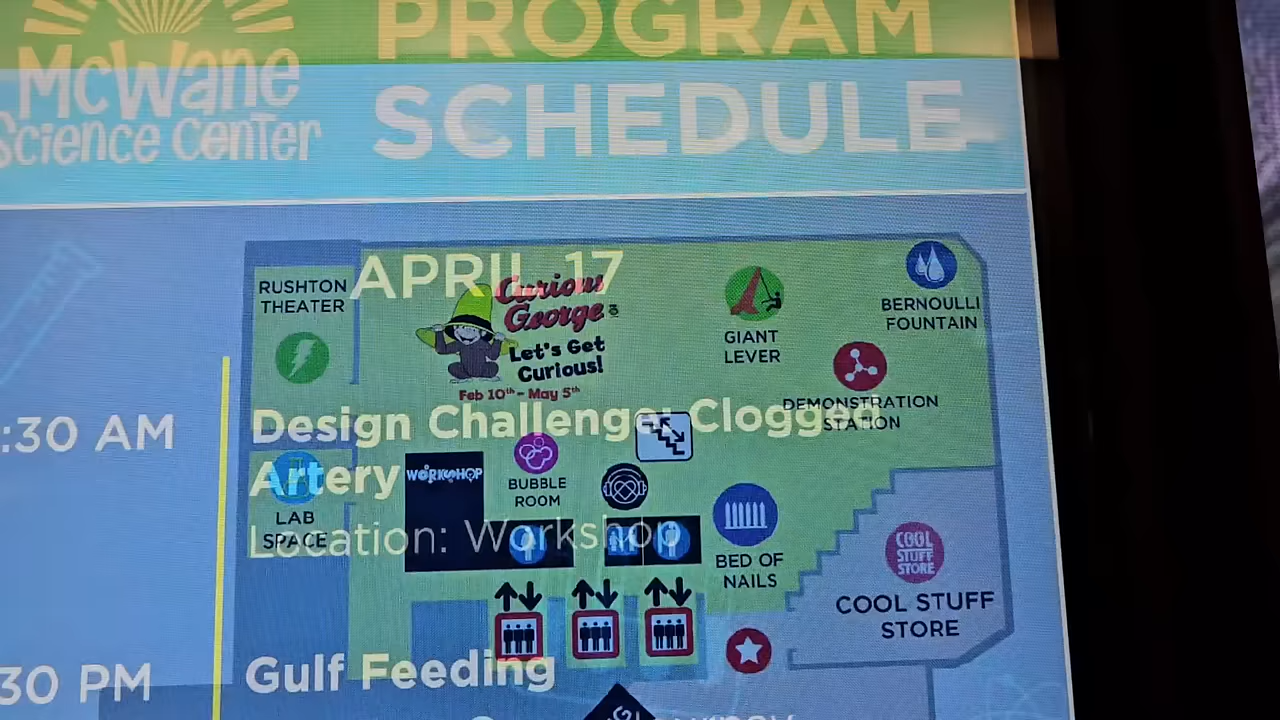 McWane
Science Center
PROGRAM
SCHEDULE
APRIL 17
RUSHTON
THEATER
Curious
George
Let's Get
Curious!
Feb 10th - May 5th
GIANT
LEVER
BERNOULLI
FOUNTAIN
DEMONSTRATION
STATION
:30 AM
Design Challenge: Clogged
Artery
Location: Workshop
WORKSHOP
BUBBLE
ROOM
LAB
SPACE
BED OF
NAILS
COOL
STUFF
STORE
COOL STUFF
STORE
30 PM
Gulf Feeding